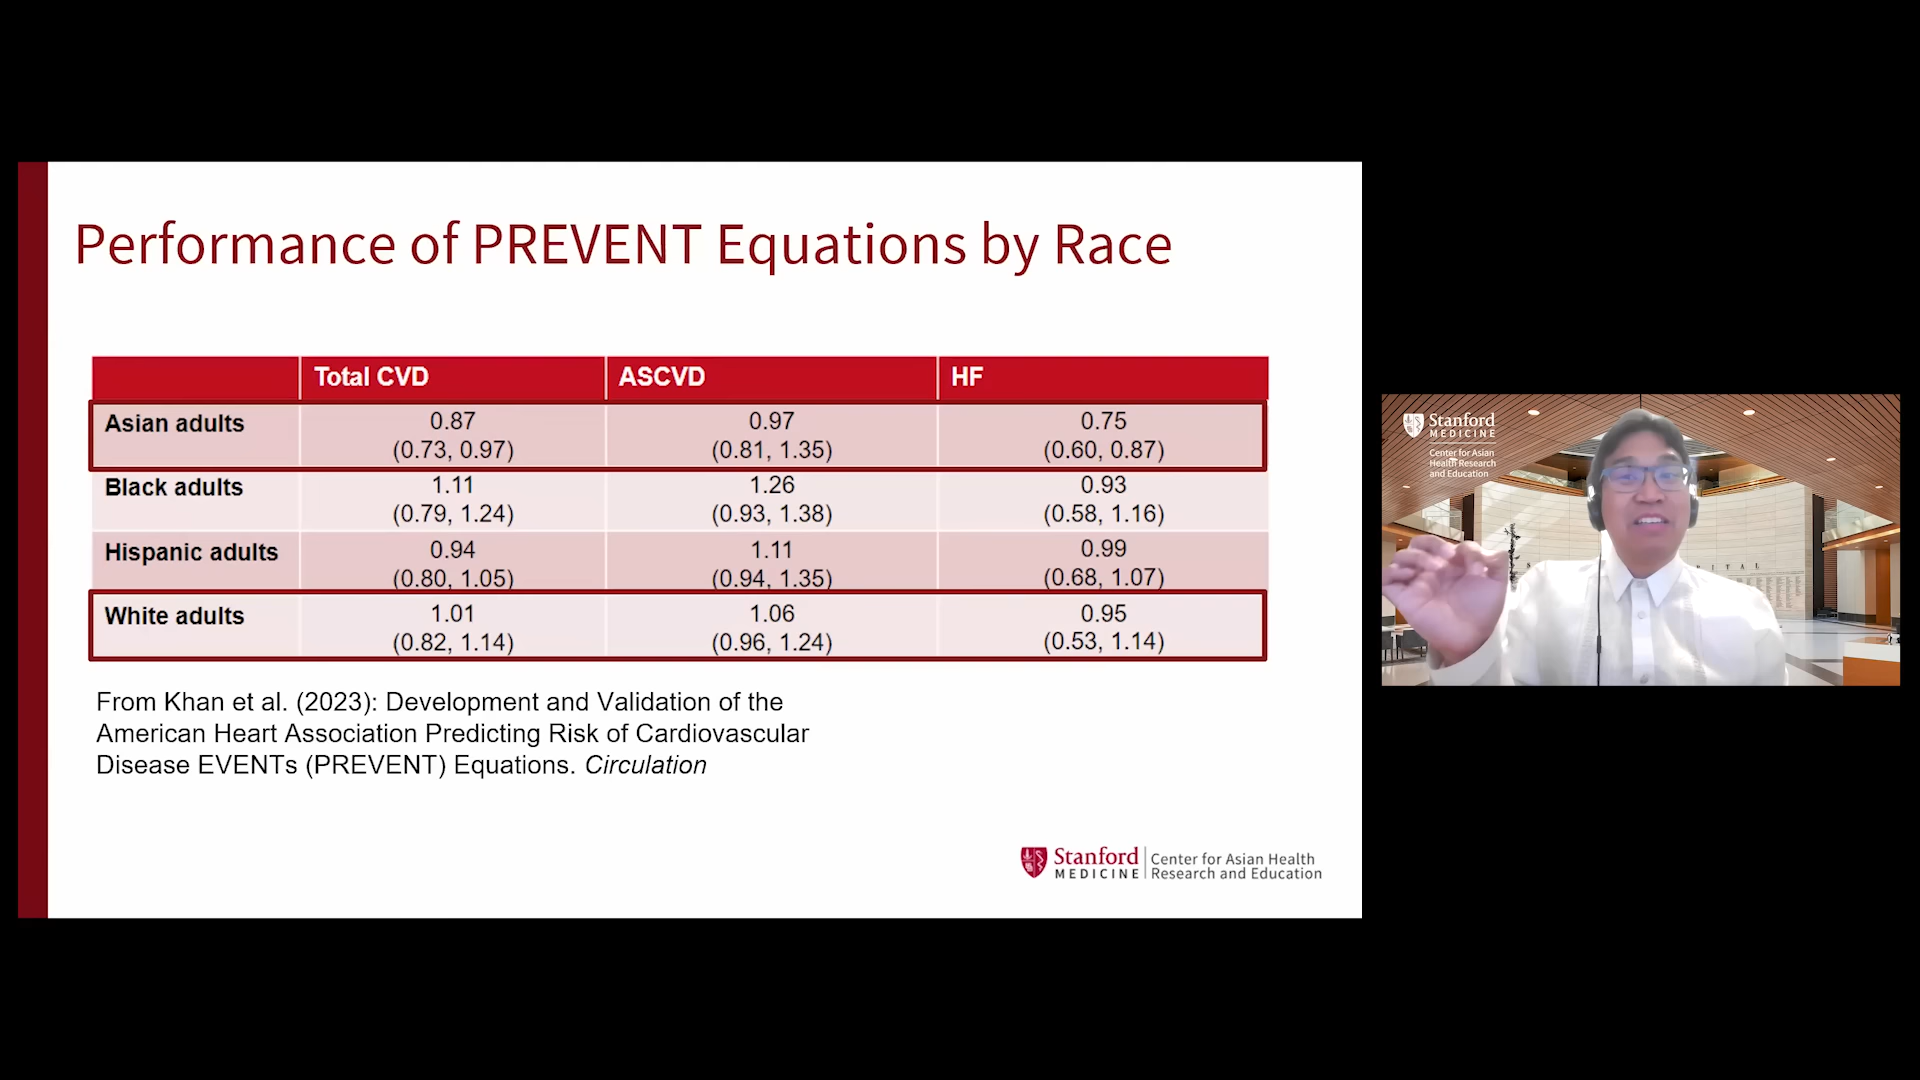 Performance of PREVENT Equations by Race
Total CVD ASCVD HF
Asian adults 0.87 0.97 0.75
(0.73, 0.97) (0.81, 1.35) (0.60, 0.87)
Black adults 1.11 1.26 0.93
(0.79, 1.24) (0.93, 1.38) (0.58, 1.16)
Hispanic adults 0.94 1.11 0.99
(0.80, 1.05) (0.94, 1.35) (0.68, 1.07)
White adults 1.01 1.06 0.95
(0.82, 1.14) (0.96, 1.24) (0.53, 1.14)
From Khan et al. (2023): Development and Validation of the
American Heart Association Predicting Risk of Cardiovascular
Disease EVENTs (PREVENT) Equations. Circulation
Stanford
MEDICINE
Center for Asian Health
Research and Education
Stanford
MEDICINE
Center for Asian
Health Research
and Education